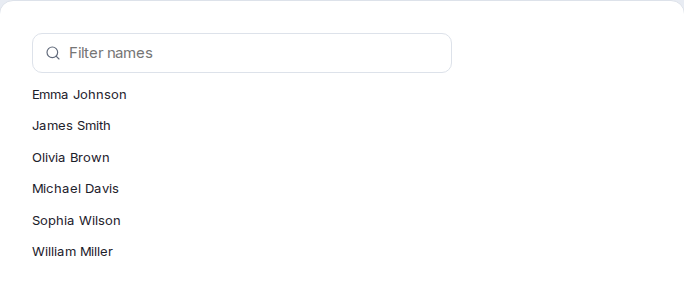 Filter names
Emma Johnson
James Smith
Olivia Brown
Michael Davis
Sophia Wilson
William Miller